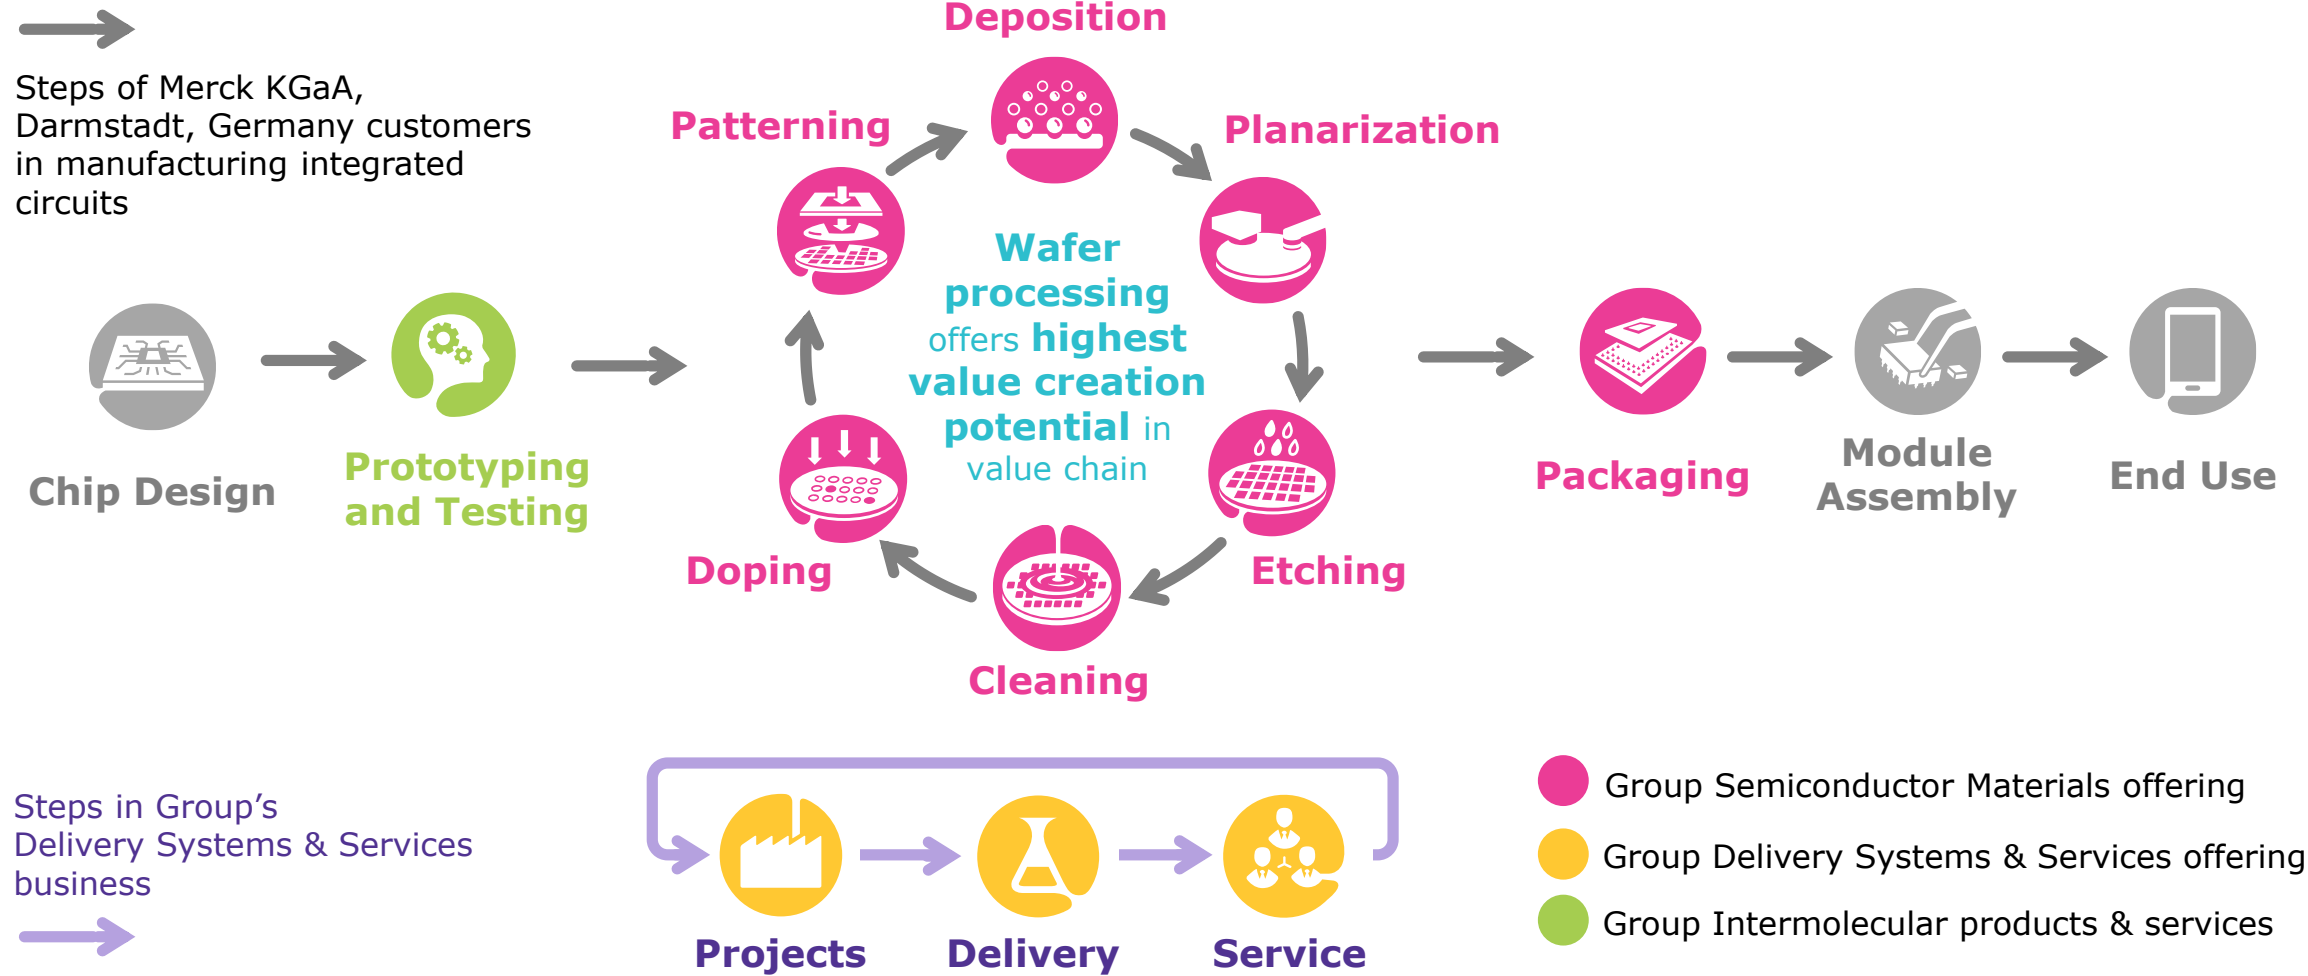 Deposition
Steps of Merck KGaA,
Darmstadt, Germany customers
in manufacturing integrated
circuits
Patterning
Planarization
Wafer
processing
offers highest
value creation
potential in
value chain
Chip Design
Prototyping
and Testing
Doping
Etching
Cleaning
Packaging
Module
Assembly
End Use
Steps in Group’s
Delivery Systems & Services
business
Projects
Delivery
Service
Group Semiconductor Materials offering
Group Delivery Systems & Services offering
Group Intermolecular products & services